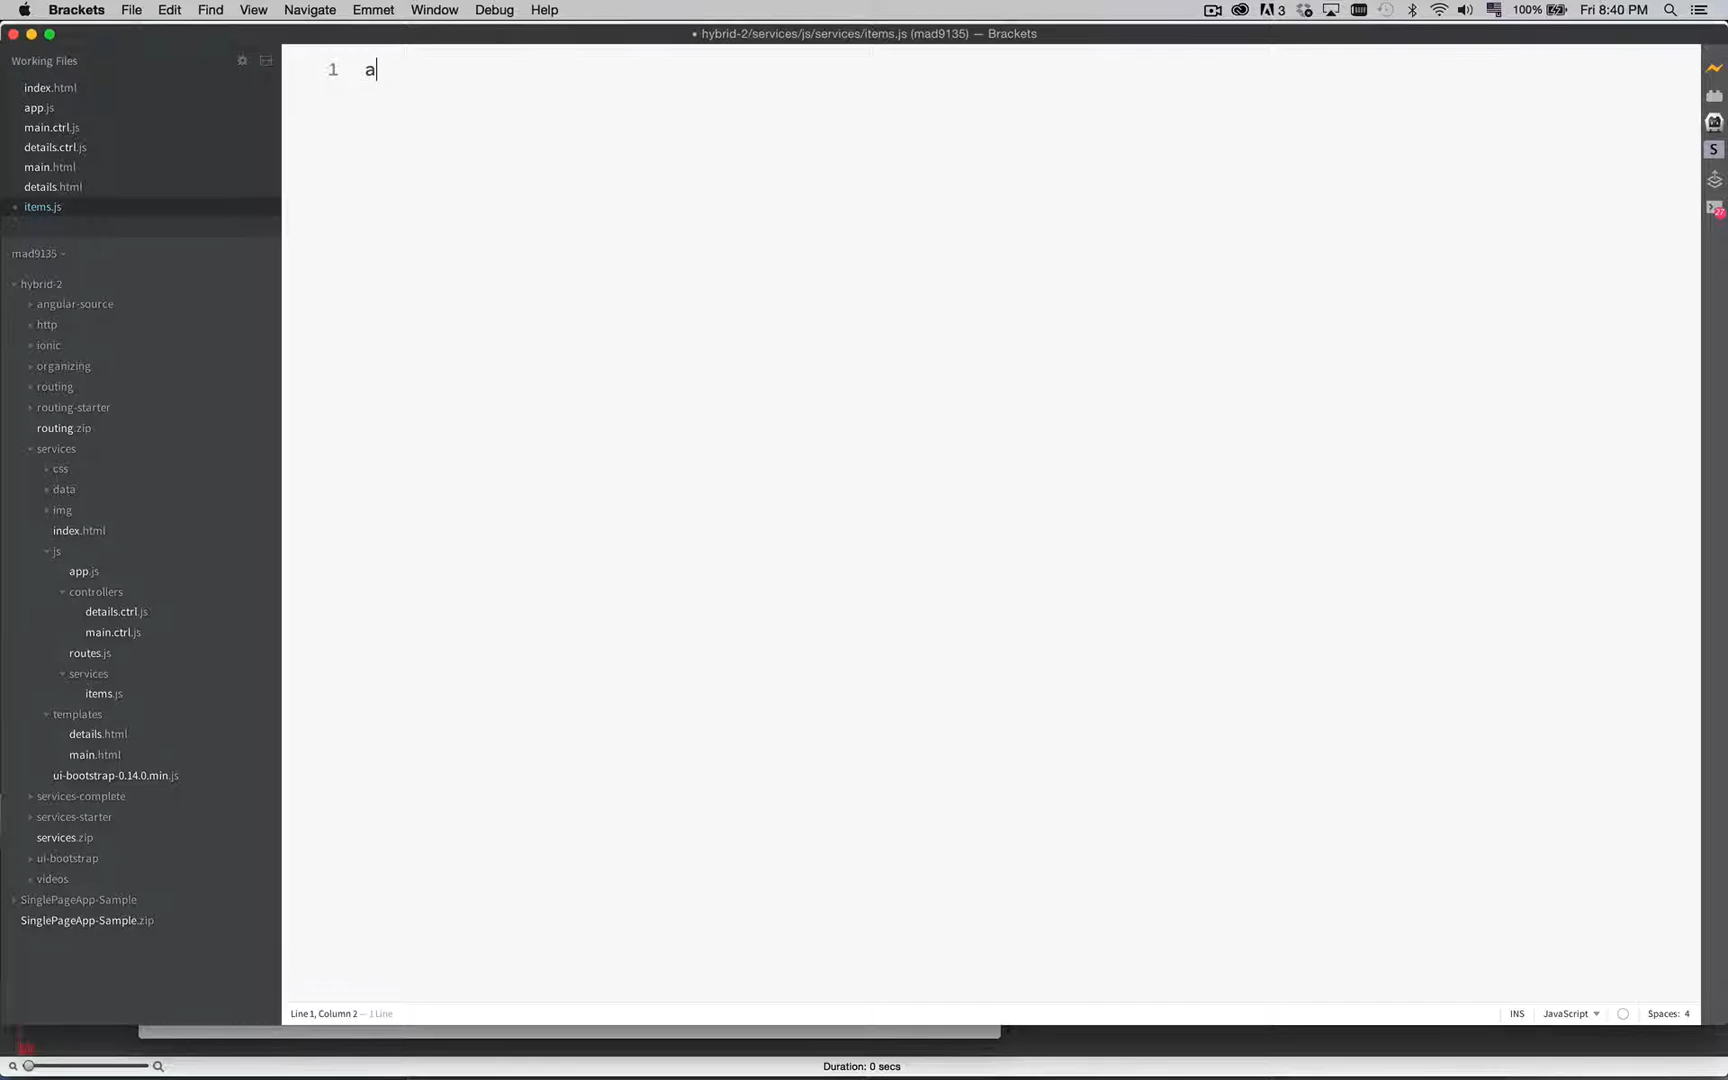 Brackets File Edit Find View Navigate Emmet Window Debug Help 3 100% Fri 8:40 PM
• hybrid-2/services/js/services/items.js (mad9135) — Brackets
Working Files
index.html
app.js
main.ctrl.js
details.ctrl.js
main.html
details.html
items.js
mad9135
hybrid-2
angular-source
http
ionic
organizing
routing
routing-starter
routing.zip
services
css
data
img
index.html
js
app.js
controllers
details.ctrl.js
main.ctrl.js
routes.js
services
items.js
templates
details.html
main.html
ui-bootstrap-0.14.0.min.js
services-complete
services-starter
services.zip
ui-bootstrap
videos
SinglePageApp-Sample
SinglePageApp-Sample.zip
1 a
S
27
Line 1, Column 2 — 1 Line
INS JavaScript Spaces: 4
Duration: 0 secs